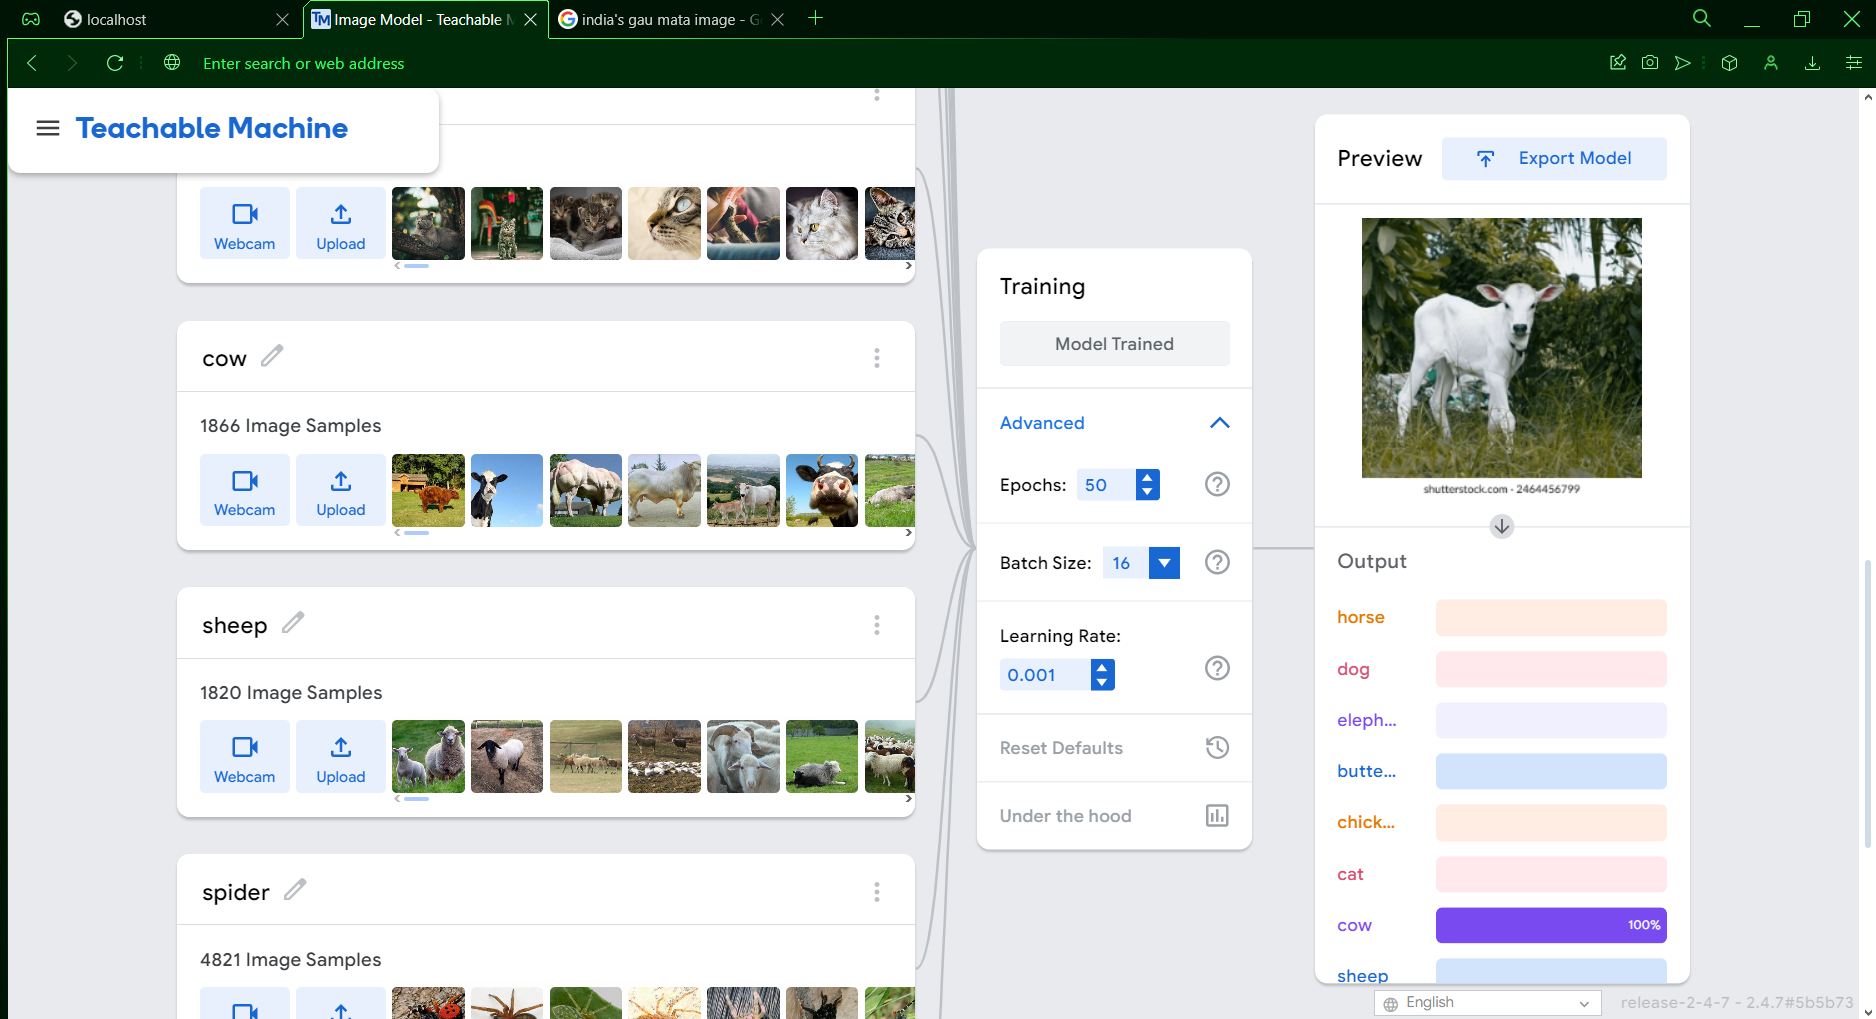 localhost
Image Model - Teachable M
india's gau mata image - G
Enter search or web address
Teachable Machine
Webcam
Upload
cow
1866 Image Samples
Webcam
Upload
sheep
1820 Image Samples
Webcam
Upload
spider
4821 Image Samples
Training
Model Trained
Advanced
Epochs: 50
Batch Size: 16
Learning Rate:
0.001
Reset Defaults
Under the hood
Preview
Export Model
shutterstock.com · 2464456799
Output
horse
dog
eleph...
butte...
chick...
cat
cow 100%
sheep
English
release-2-4-7 - 2.4.7#5b5b73